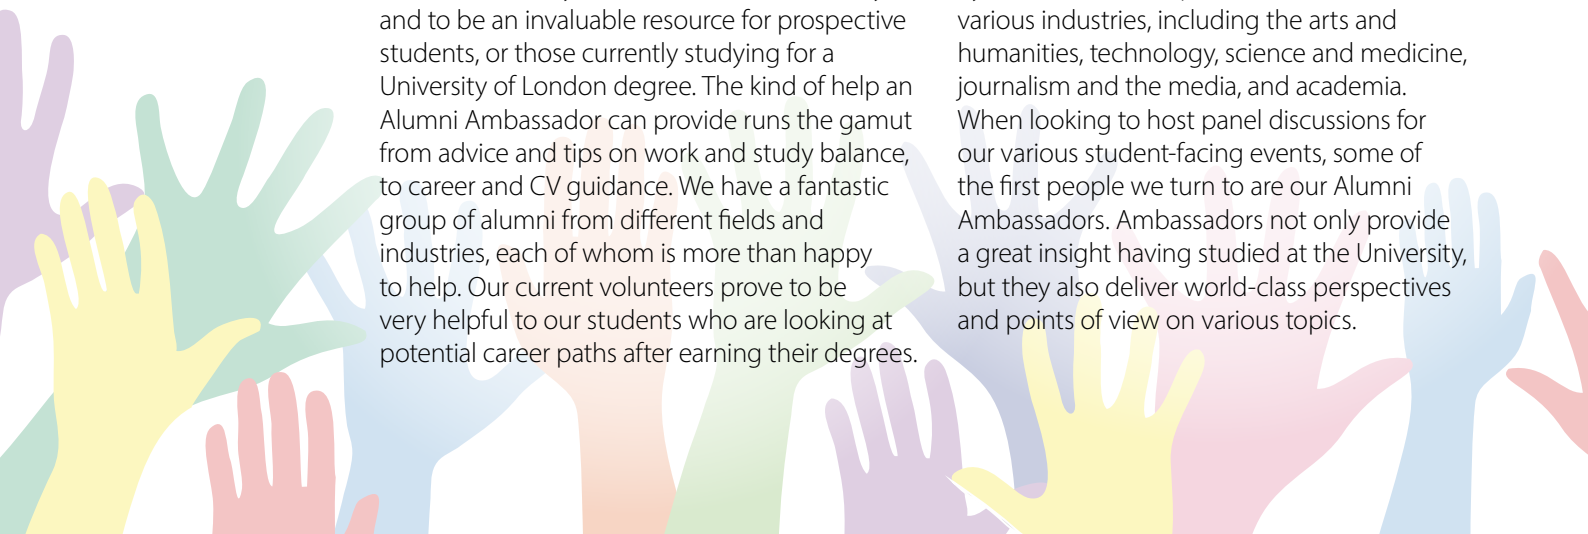 and to be an invaluable resource for prospective
students, or those currently studying for a
University of London degree. The kind of help an
Alumni Ambassador can provide runs the gamut
from advice and tips on work and study balance,
to career and CV guidance. We have a fantastic
group of alumni from different fields and
industries, each of whom is more than happy
to help. Our current volunteers prove to be
very helpful to our students who are looking at
potential career paths after earning their degrees.
various industries, including the arts and
humanities, technology, science and medicine,
journalism and the media, and academia.
When looking to host panel discussions for
our various student-facing events, some of
the first people we turn to are our Alumni
Ambassadors. Ambassadors not only provide
a great insight having studied at the University,
but they also deliver world-class perspectives
and points of view on various topics.